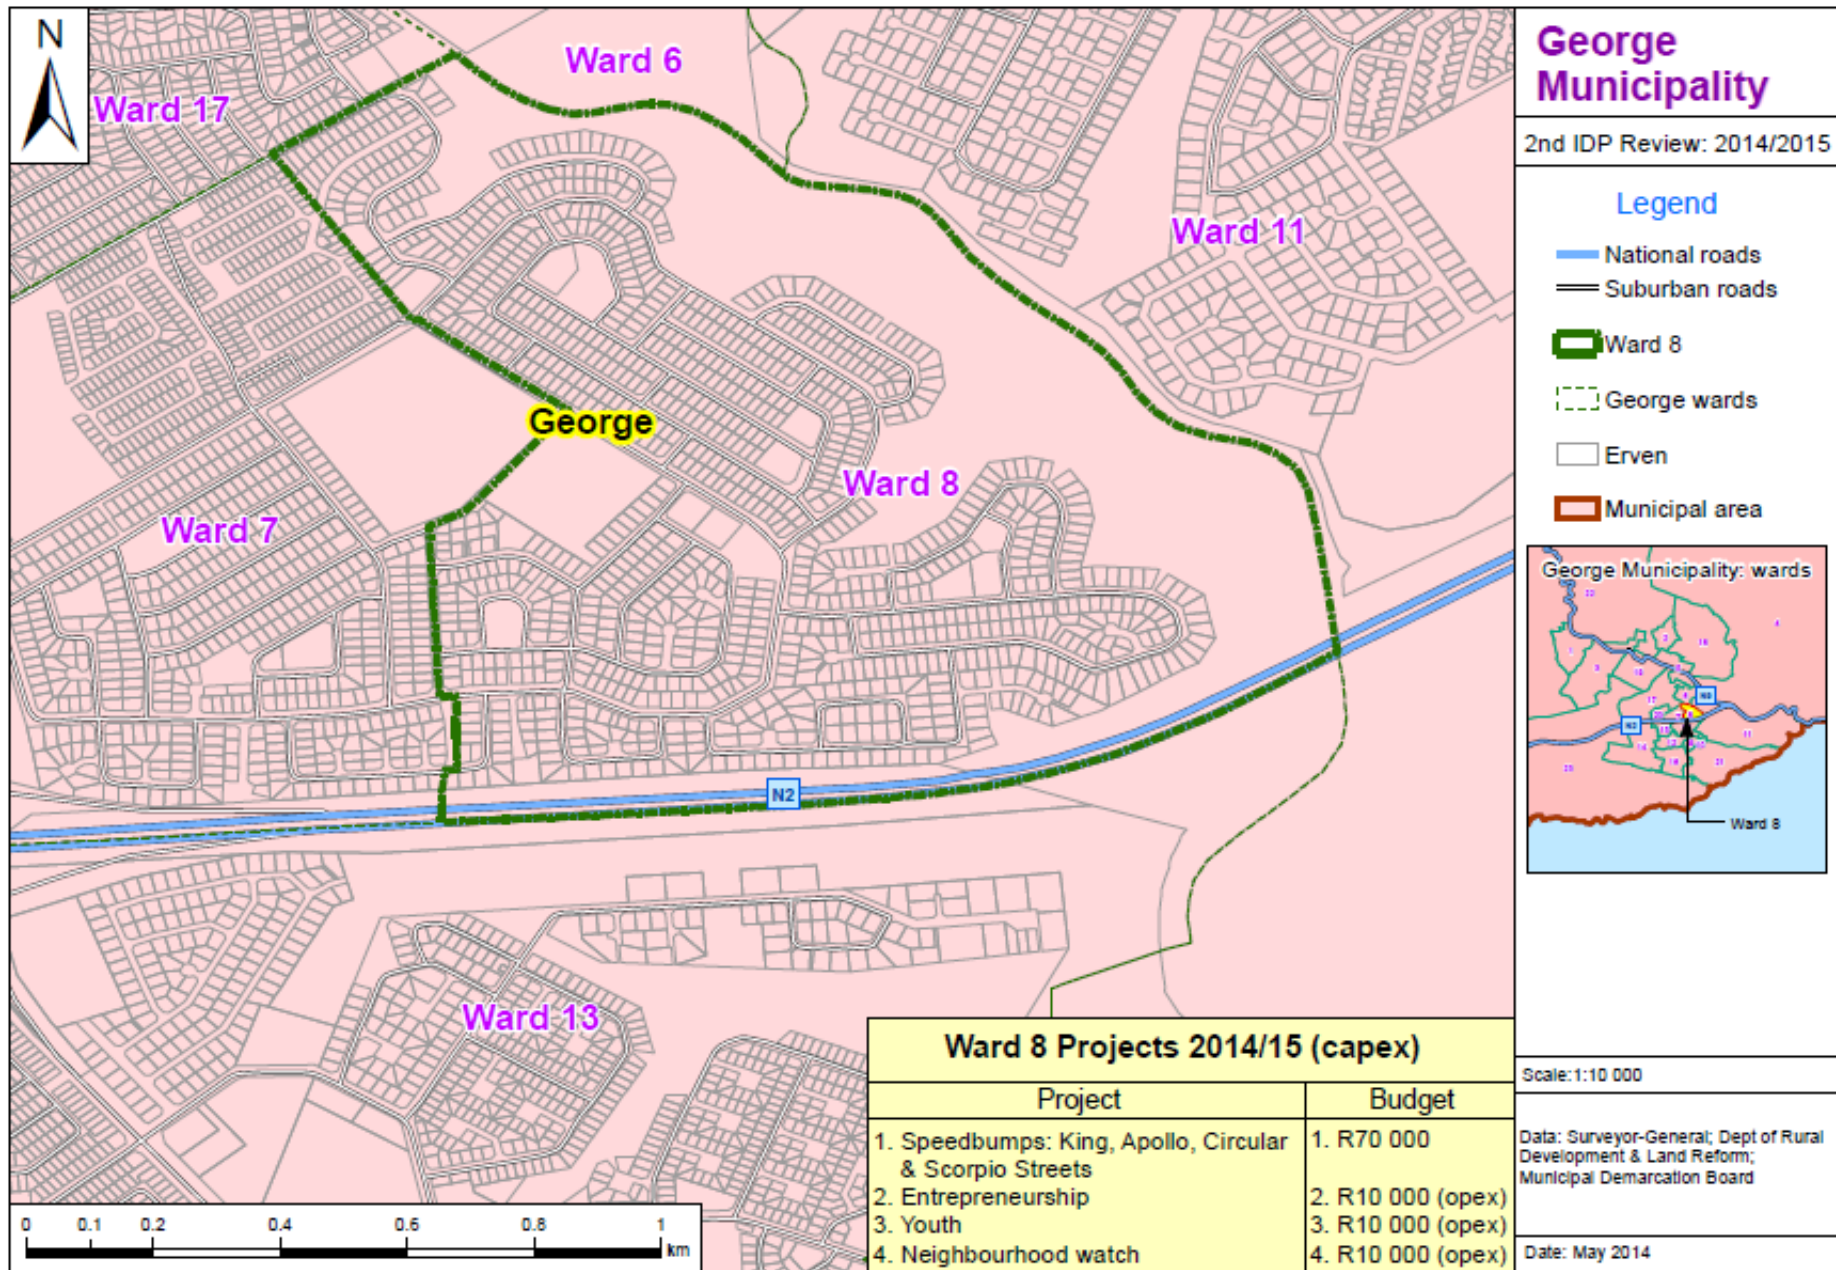 N
Ward 6
Ward 17
Ward 11
George
Ward 8
Ward 7
N2
Ward 13
0 0.1 0.2 0.4 0.6 0.8 1
km
Ward 8 Projects 2014/15 (capex)
Project Budget
1. Speedbumps: King, Apollo, Circular 1. R70 000
& Scorpio Streets
2. Entrepreneurship 2. R10 000 (opex)
3. Youth 3. R10 000 (opex)
4. Neighbourhood watch 4. R10 000 (opex)
George
Municipality
2nd IDP Review: 2014/2015
Legend
National roads
Suburban roads
Ward 8
George wards
Erven
Municipal area
George Municipality: wards
N2
Ward 8
Scale:1:10 000
Data: Surveyor-General; Dept of Rural
Development & Land Reform;
Municipal Demarcation Board
Date: May 2014